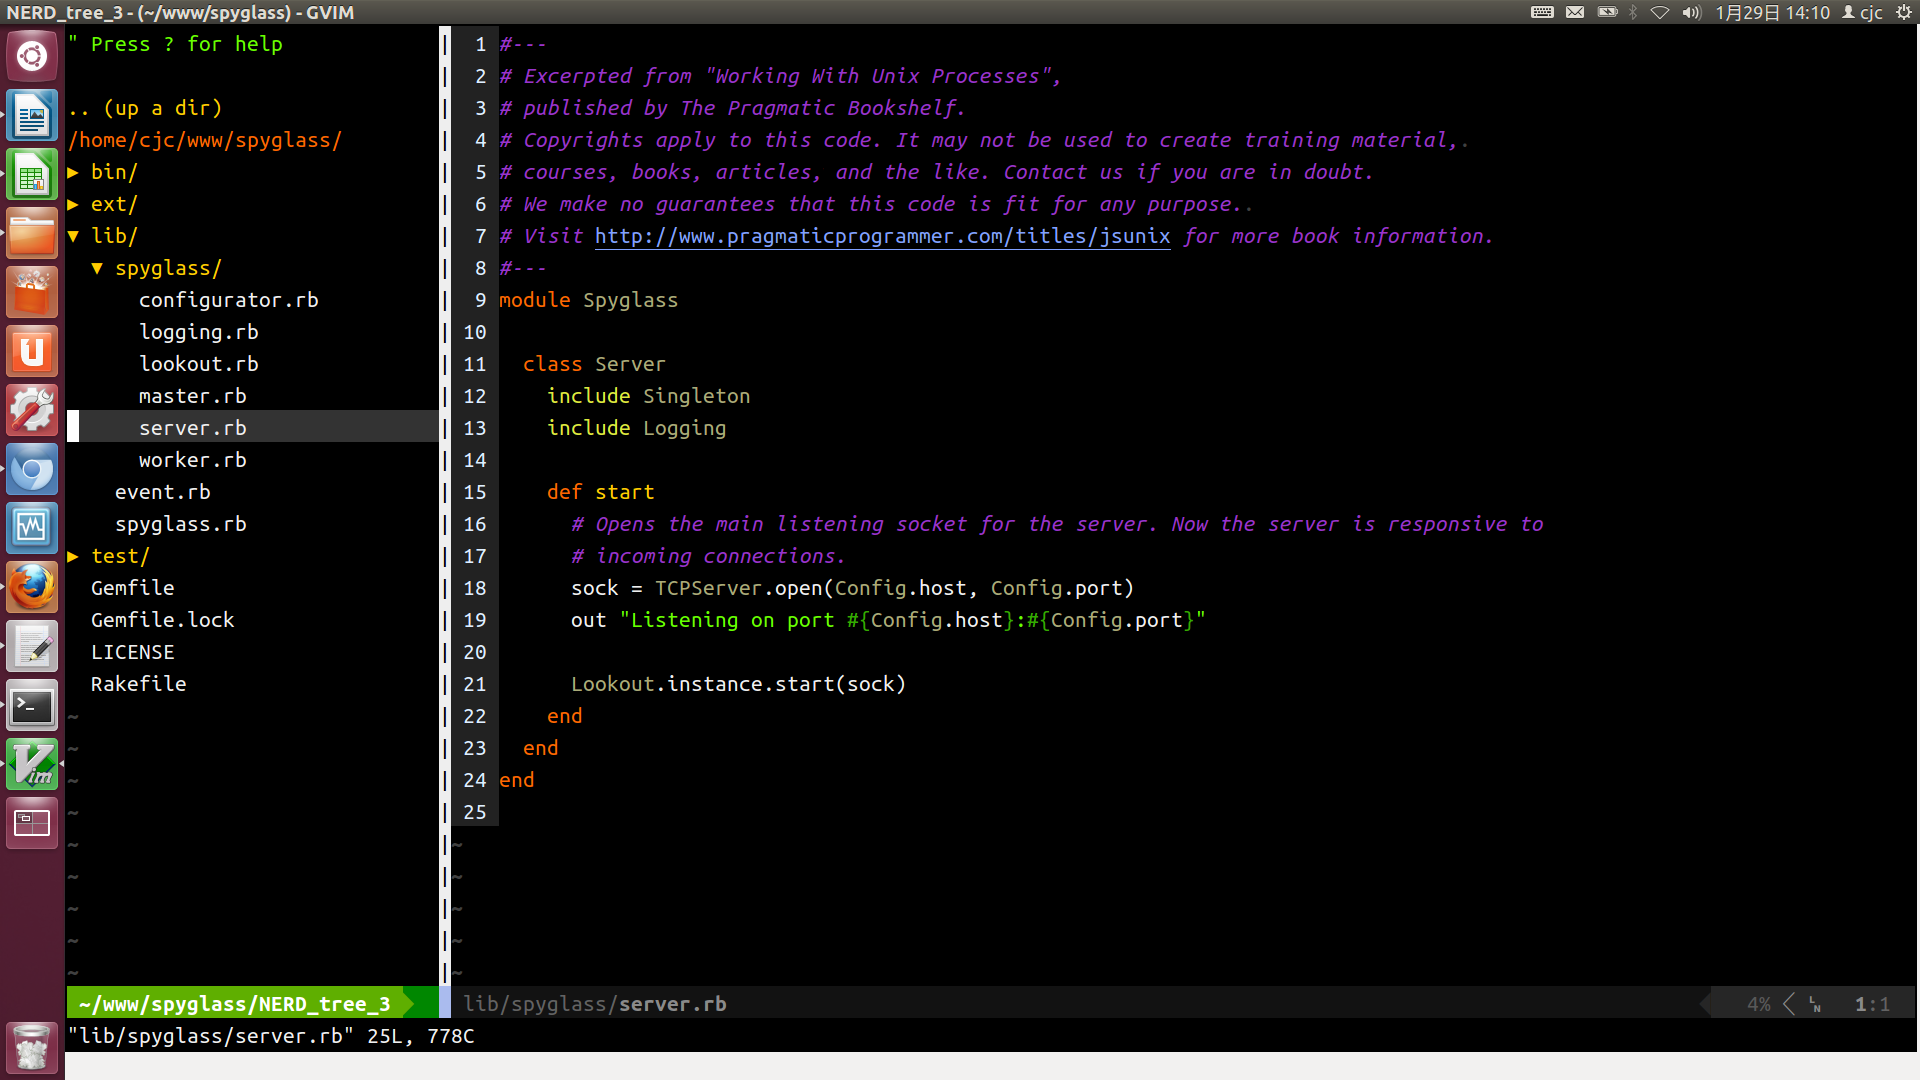 NERD_tree_3 - (~/www/spyglass) - GVIM
1月29日 14:10 cjc
" Press ? for help
.. (up a dir)
/home/cjc/www/spyglass/
▶ bin/
▶ ext/
▼ lib/
▼ spyglass/
configurator.rb
logging.rb
lookout.rb
master.rb
server.rb
worker.rb
event.rb
spyglass.rb
▶ test/
Gemfile
Gemfile.lock
LICENSE
Rakefile
~
~
~
~
~
~
~
~
~
~/www/spyglass/NERD_tree_3
1 #---
2 # Excerpted from "Working With Unix Processes",
3 # published by The Pragmatic Bookshelf.
4 # Copyrights apply to this code. It may not be used to create training material,.
5 # courses, books, articles, and the like. Contact us if you are in doubt.
6 # We make no guarantees that this code is fit for any purpose..
7 # Visit http://www.pragmaticprogrammer.com/titles/jsunix for more book information.
8 #---
9 module Spyglass
10
11   class Server
12     include Singleton
13     include Logging
14
15     def start
16       # Opens the main listening socket for the server. Now the server is responsive to
17       # incoming connections.
18       sock = TCPServer.open(Config.host, Config.port)
19       out "Listening on port #{Config.host}:#{Config.port}"
20
21       Lookout.instance.start(sock)
22     end
23   end
24 end
25
~
~
~
~
~
lib/spyglass/server.rb
4% LN 1:1
"lib/spyglass/server.rb" 25L, 778C